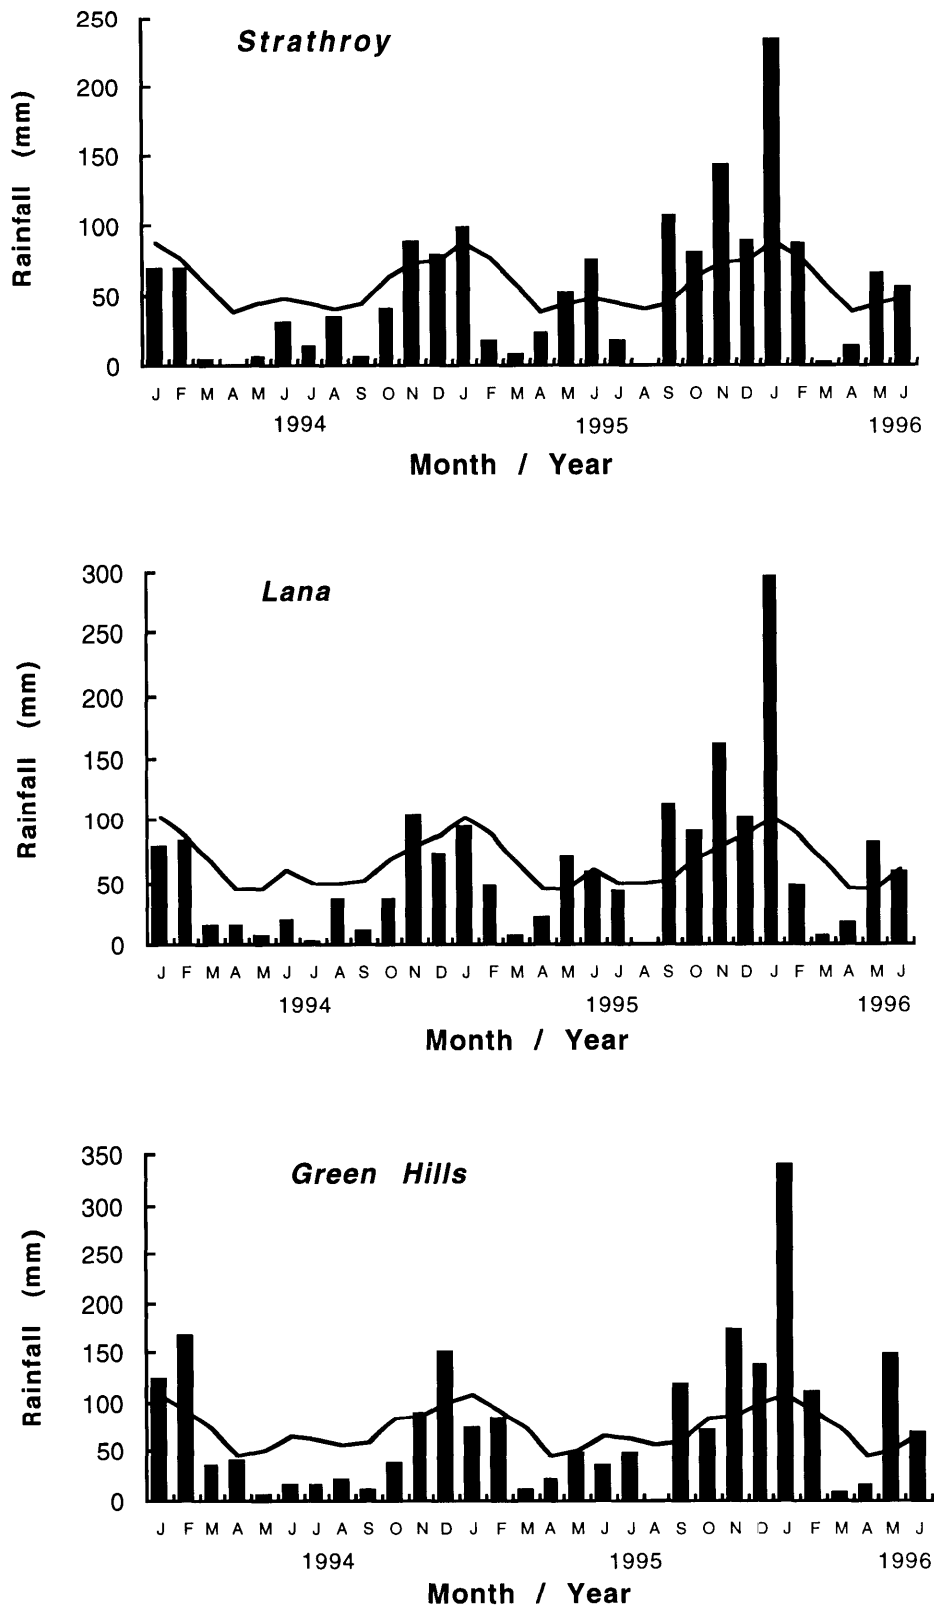 Strathroy
Rainfall (mm)
250
200
150
100
50
0
J F M A M J J A S O N D J F M A M J J A S O N D J F M A M J
1994 1995 1996
Month / Year
Lana
Rainfall (mm)
300
250
200
150
100
50
0
J F M A M J J A S O N D J F M A M J J A S O N D J F M A M J
1994 1995 1996
Month / Year
Green Hills
Rainfall (mm)
350
300
250
200
150
100
50
0
J F M A M J J A S O N D J F M A M J J A S O N D J F M A M J
1994 1995 1996
Month / Year